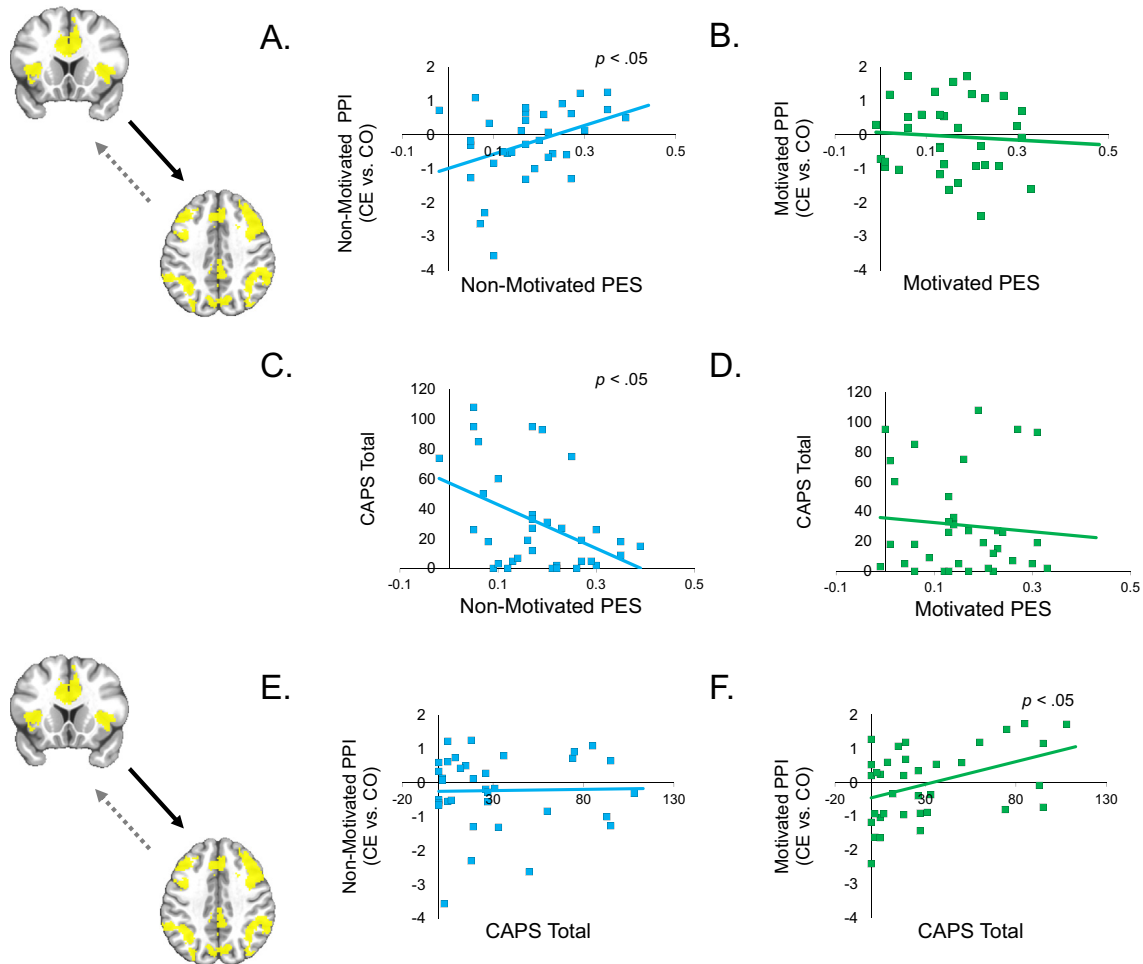 A.
p < .05
2
1
0
-1
-2
-3
-4
-0.1
0.1
0.3
0.5
Non-Motivated PPI
(CE vs. CO)
Non-Motivated PES
B.
2
1
0
-1
-2
-3
-4
-0.1
0.1
0.3
0.5
Motivated PPI
(CE vs. CO)
Motivated PES
C.
p < .05
120
100
80
60
40
20
0
-0.1
0.1
0.3
0.5
CAPS Total
Non-Motivated PES
D.
120
100
80
60
40
20
0
-0.1
0.1
0.3
0.5
CAPS Total
Motivated PES
E.
2
1
0
-1
-2
-3
-4
-20
30
80
130
Non-Motivated PPI
(CE vs. CO)
CAPS Total
F.
p < .05
2
1
0
-1
-2
-3
-4
-20
30
80
130
Motivated PPI
(CE vs. CO)
CAPS Total